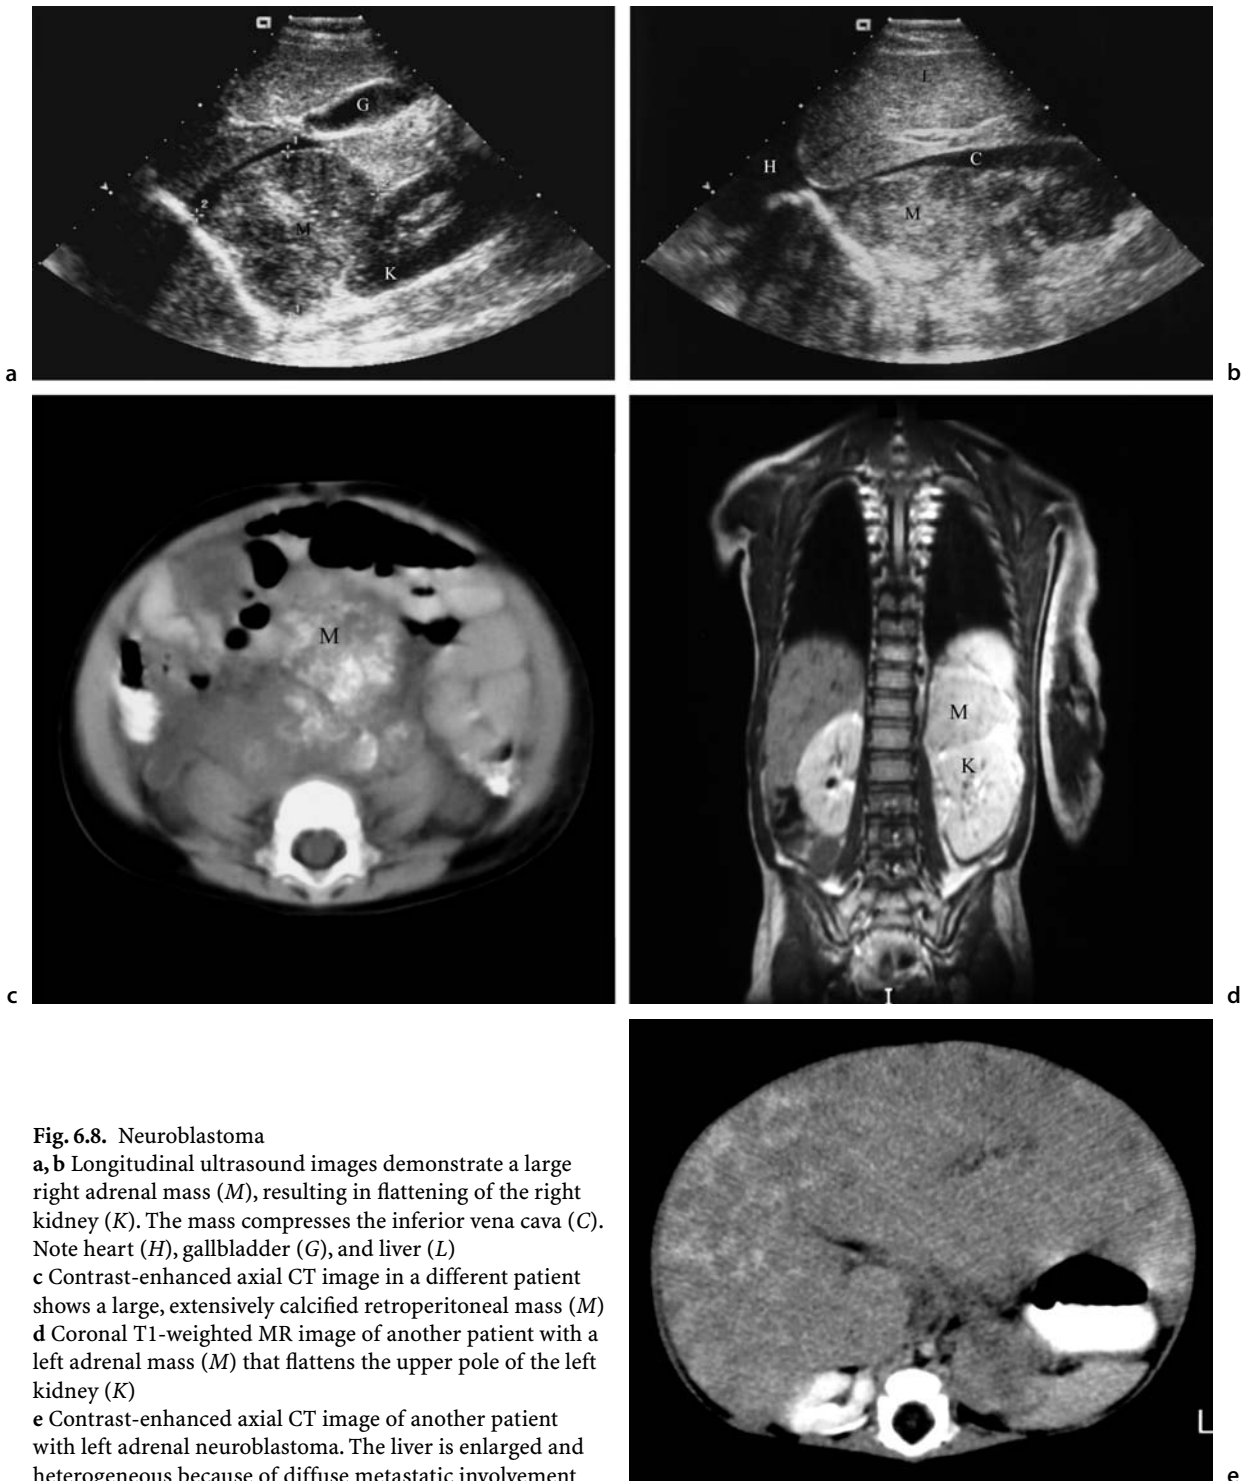 G
M
K
1
2
1
a
L
H
C
M
b
M
c
M
K
d
Fig. 6.8. Neuroblastoma
a, b Longitudinal ultrasound images demonstrate a large
right adrenal mass (M), resulting in flattening of the right
kidney (K). The mass compresses the inferior vena cava (C).
Note heart (H), gallbladder (G), and liver (L)
c Contrast-enhanced axial CT image in a different patient
shows a large, extensively calcified retroperitoneal mass (M)
d Coronal T1-weighted MR image of another patient with a
left adrenal mass (M) that flattens the upper pole of the left
kidney (K)
e Contrast-enhanced axial CT image of another patient
with left adrenal neuroblastoma. The liver is enlarged and
heterogeneous because of diffuse metastatic involvement
L
e